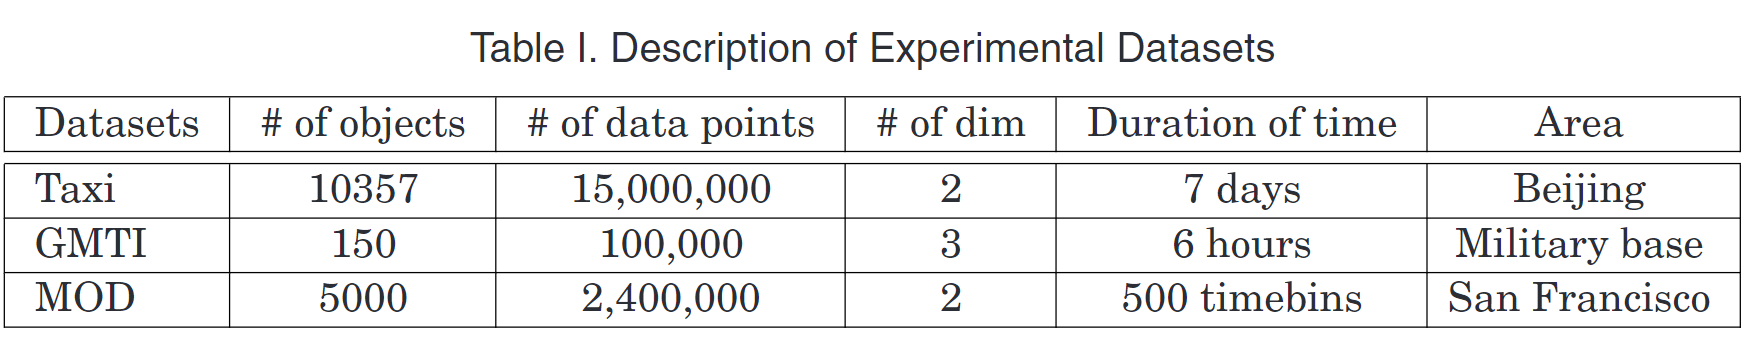 Table I. Description of Experimental Datasets
Datasets # of objects # of data points # of dim Duration of time Area
Taxi 10357 15,000,000 2 7 days Beijing
GMTI 150 100,000 3 6 hours Military base
MOD 5000 2,400,000 2 500 timebins San Francisco